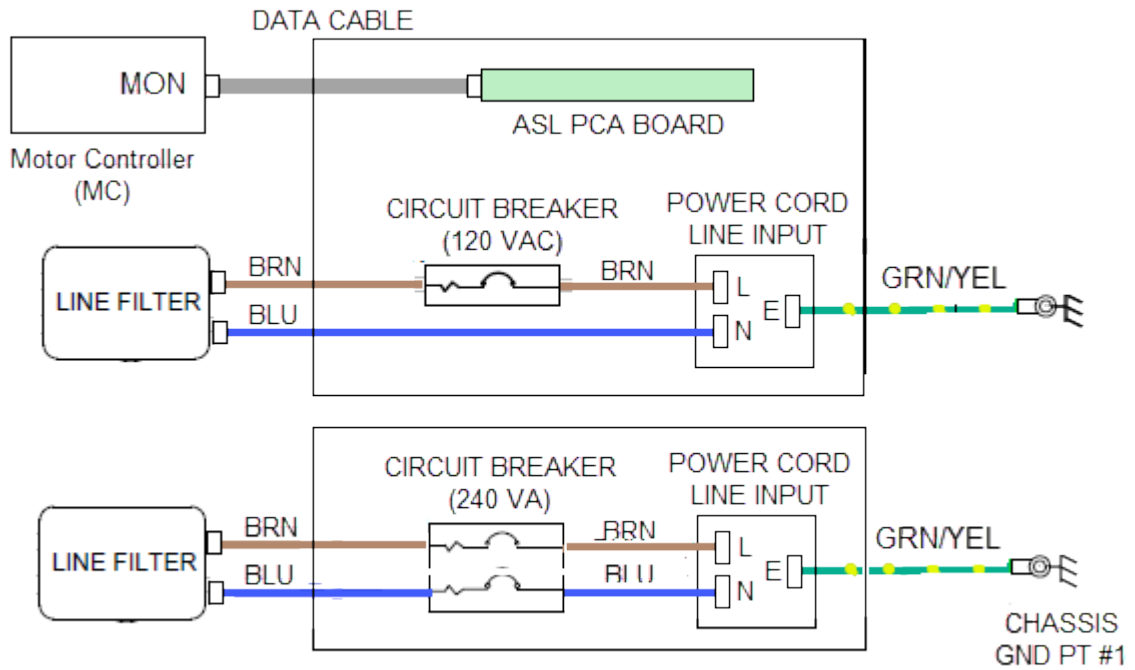 DATA CABLE
MON
ASL PCA BOARD
Motor Controller
(MC)
CIRCUIT BREAKER
(120 VAC)
POWER CORD
LINE INPUT
BRN
BRN
GRN/YEL
LINE FILTER
L
E
BLU
N
CIRCUIT BREAKER
(240 VA)
POWER CORD
LINE INPUT
BRN
BRN
GRN/YEL
LINE FILTER
L
E
BLU
BLU
N
CHASSIS
GND PT #1